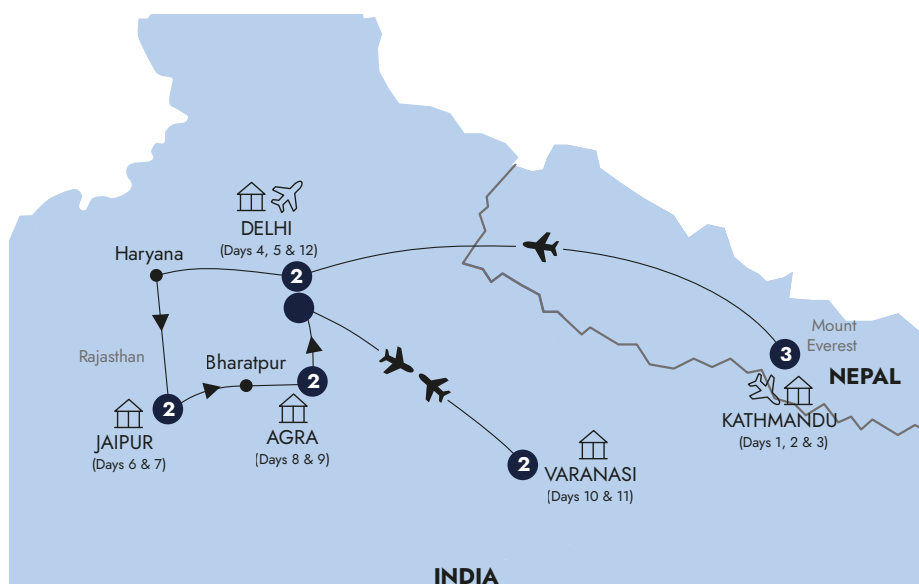 DELHI
(Days 4, 5 & 12)
Haryana
2
Mount
Everest
Rajasthan
Bharatpur
3
NEPAL
2
2
KATHMANDU
(Days 1, 2 & 3)
JAIPUR
(Days 6 & 7)
AGRA
(Days 8 & 9)
2
VARANASI
(Days 10 & 11)
INDIA